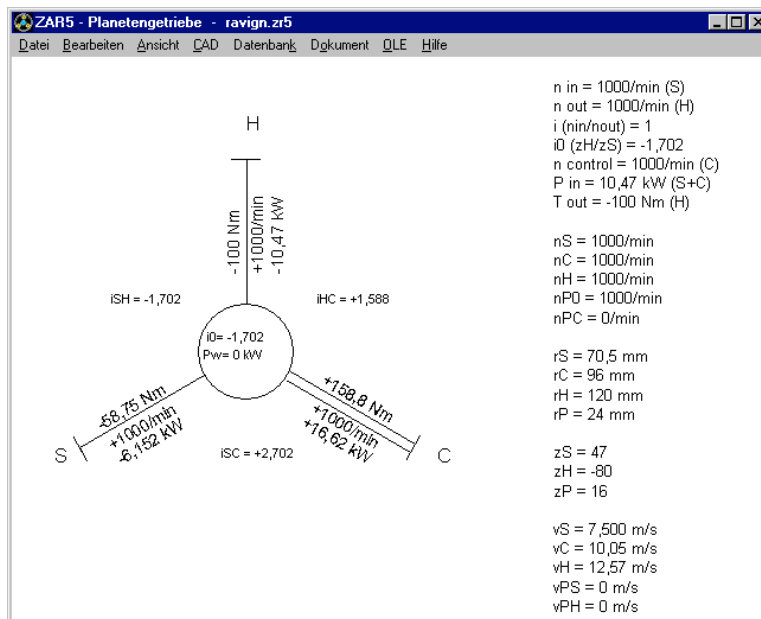 ZAR5 - Planetengetriebe - ravign.zr5
Datei Bearbeiten Ansicht CAD Datenbank Dokument OLE Hilfe
H
-100 Nm
+1000/min
-10,47 kW
iSH = -1,702
iHC = +1,588
i0= -1,702
Pw= 0 kW
-58,75 Nm
+1000/min
-6,152 kW
S
iSC = +2,702
+158,8 Nm
+1000/min
+16,62 kW
C
n in = 1000/min (S)
n out = 1000/min (H)
i (nin/nout) = 1
i0 (zH/zS) = -1,702
n control = 1000/min (C)
P in = 10,47 kW (S+C)
T out = -100 Nm (H)
nS = 1000/min
nC = 1000/min
nH = 1000/min
nP0 = 1000/min
nPC = 0/min
rS = 70,5 mm
rC = 96 mm
rH = 120 mm
rP = 24 mm
zS = 47
zH = -80
zP = 16
vS = 7,500 m/s
vC = 10,05 m/s
vH = 12,57 m/s
vPS = 0 m/s
vPH = 0 m/s